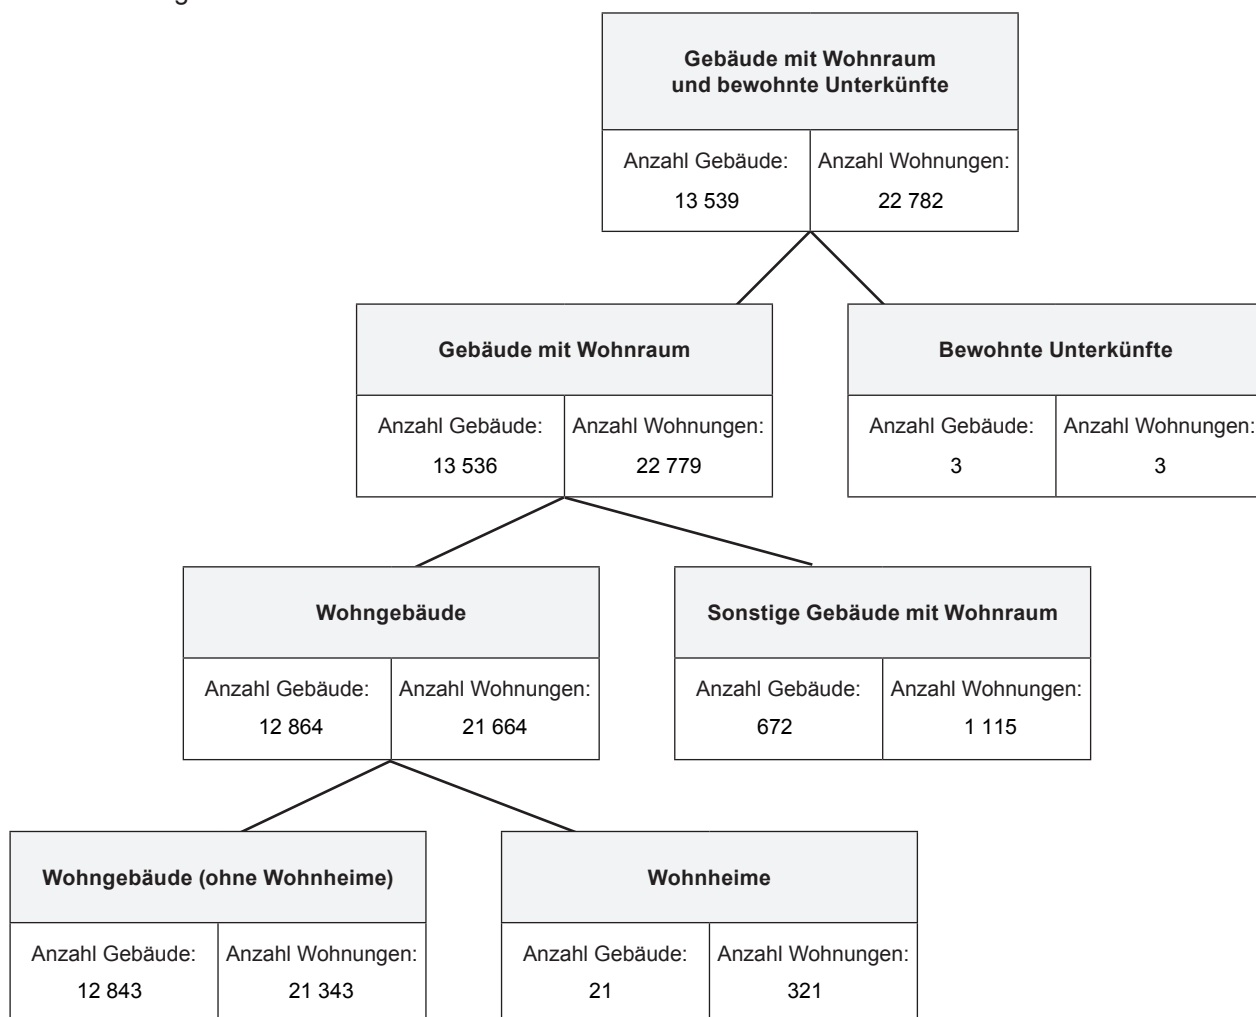 Gebäude mit Wohnraum
und bewohnte Unterkünfte
Anzahl Gebäude: Anzahl Wohnungen:
13 539 22 782
Gebäude mit Wohnraum Bewohnte Unterkünfte
Anzahl Gebäude: Anzahl Wohnungen: Anzahl Gebäude: Anzahl Wohnungen:
13 536 22 779 3 3
Wohngebäude Sonstige Gebäude mit Wohnraum
Anzahl Gebäude: Anzahl Wohnungen: Anzahl Gebäude: Anzahl Wohnungen:
12 864 21 664 672 1 115
Wohngebäude (ohne Wohnheime) Wohnheime
Anzahl Gebäude: Anzahl Wohnungen: Anzahl Gebäude: Anzahl Wohnungen:
12 843 21 343 21 321